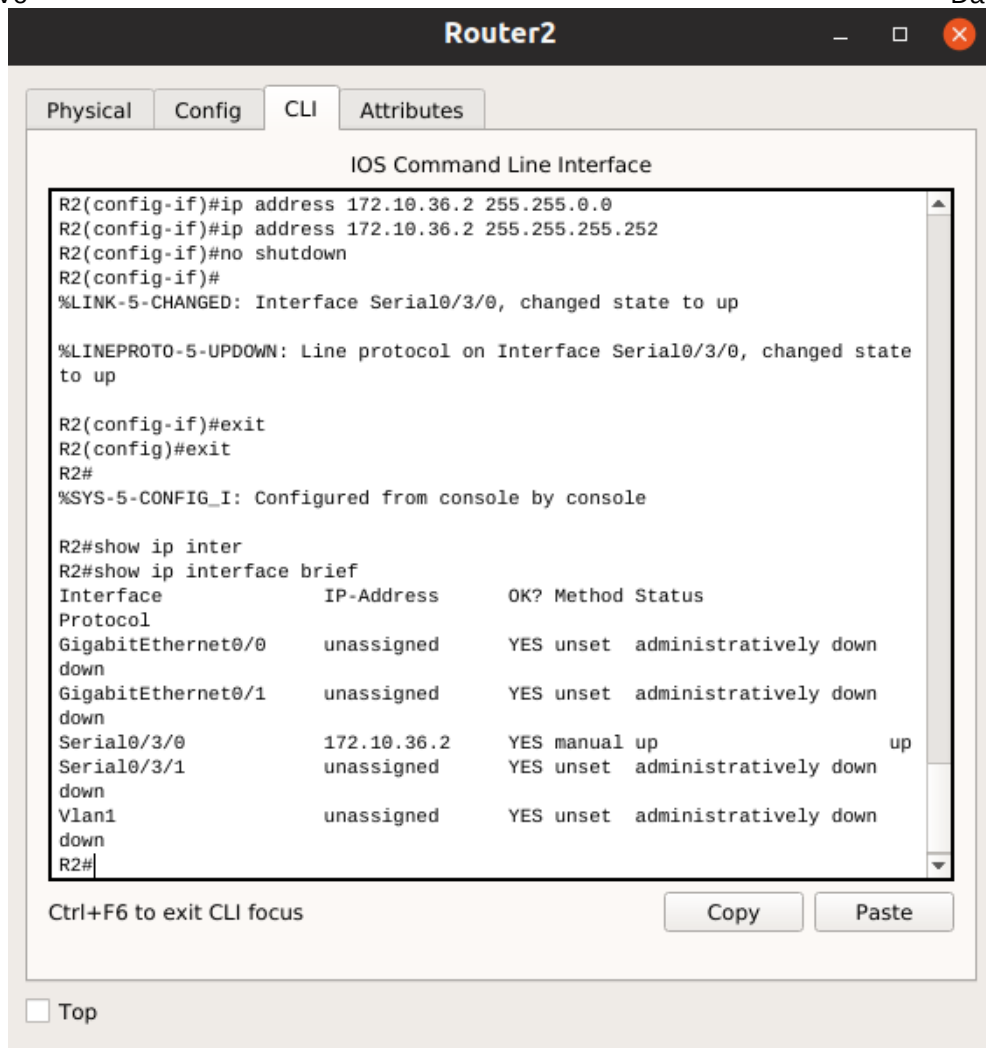 Router2
Physical Config CLI Attributes
IOS Command Line Interface
R2(config-if)#ip address 172.10.36.2 255.255.0.0
R2(config-if)#ip address 172.10.36.2 255.255.255.252
R2(config-if)#no shutdown
R2(config-if)#
%LINK-5-CHANGED: Interface Serial0/3/0, changed state to up
%LINEPROTO-5-UPDOWN: Line protocol on Interface Serial0/3/0, changed state
to up
R2(config-if)#exit
R2(config)#exit
R2#
%SYS-5-CONFIG_I: Configured from console by console
R2#show ip inter
R2#show ip interface brief
Interface IP-Address OK? Method Status
Protocol
GigabitEthernet0/0 unassigned YES unset administratively down
down
GigabitEthernet0/1 unassigned YES unset administratively down
down
Serial0/3/0 172.10.36.2 YES manual up up
Serial0/3/1 unassigned YES unset administratively down
down
Vlan1 unassigned YES unset administratively down
down
R2#
Ctrl+F6 to exit CLI focus Copy Paste
Top